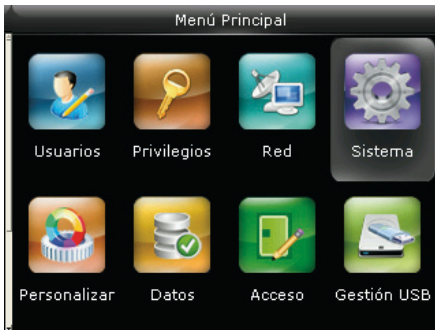 Menú Principal
Usuarios Privilegios Red Sistema
Personalizar Datos Acceso Gestión USB